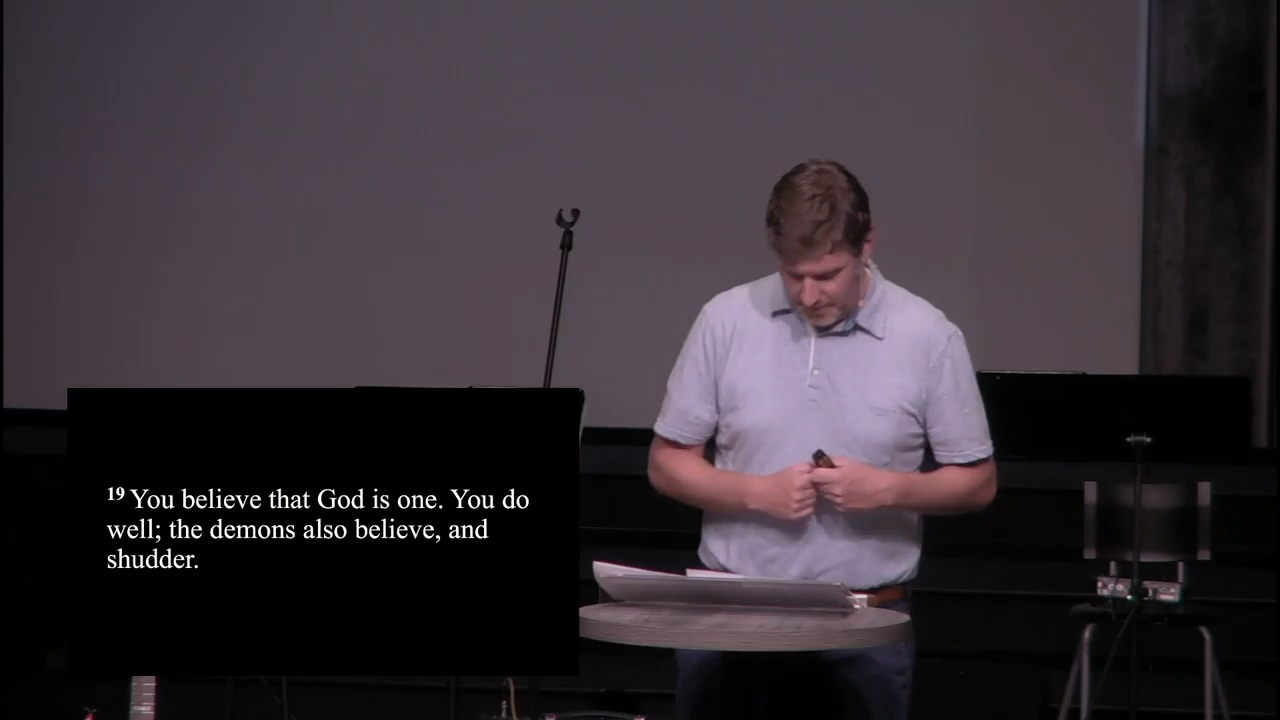 19 You believe that God is one. You do
well; the demons also believe, and
shudder.